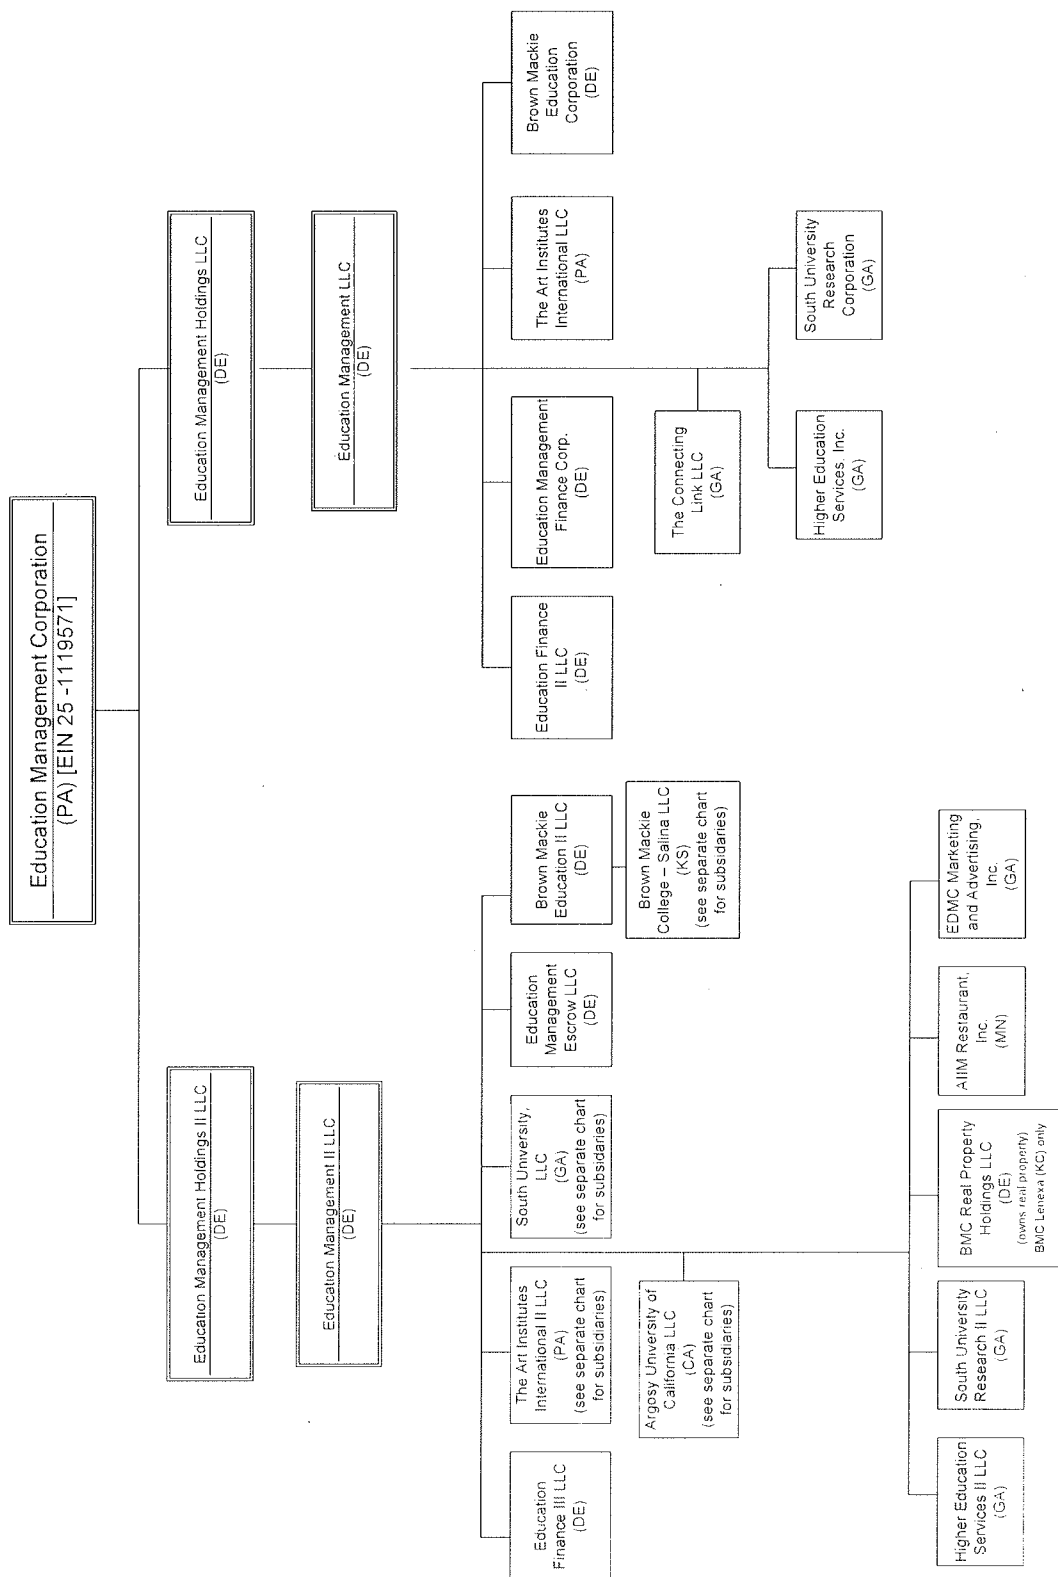 Education Management Corporation
(PA) [EIN 25 -1119571]
Education Management Holdings II LLC
(DE)
Education Management Holdings LLC
(DE)
Education Management II LLC
(DE)
Education Management LLC
(DE)
Education
Finance III LLC
(DE)
The Art Institutes
International II LLC
(PA)
(see separate chart
for subsidiaries)
South University,
LLC
(GA)
(see separate chart
for subsidaries)
Education
Management
Escrow LLC
(DE)
Brown Mackie
Education II LLC
(DE)
Education Finance
II LLC
(DE)
Education Management
Finance Corp.
(DE)
The Art Institutes
International LLC
(PA)
Brown Mackie
Education
Corporation
(DE)
Argosy University of
California LLC
(CA)
(see separate chart
for subsidiaries)
Brown Mackie
College – Salina LLC
(KS)
(see separate chart
for subsidaries)
The Connecting
Link LLC
(GA)
Higher Education
Services, Inc.
(GA)
South University
Research
Corporation
(GA)
Higher Education
Services II LLC
(GA)
South University
Research II LLC
(GA)
BMC Real Property
Holdings LLC
(DE)
(owns real property)
BMC Lenexa (KC) only
AIIM Restaurant,
Inc.
(MN)
EDMC Marketing
and Advertising,
Inc.
(GA)